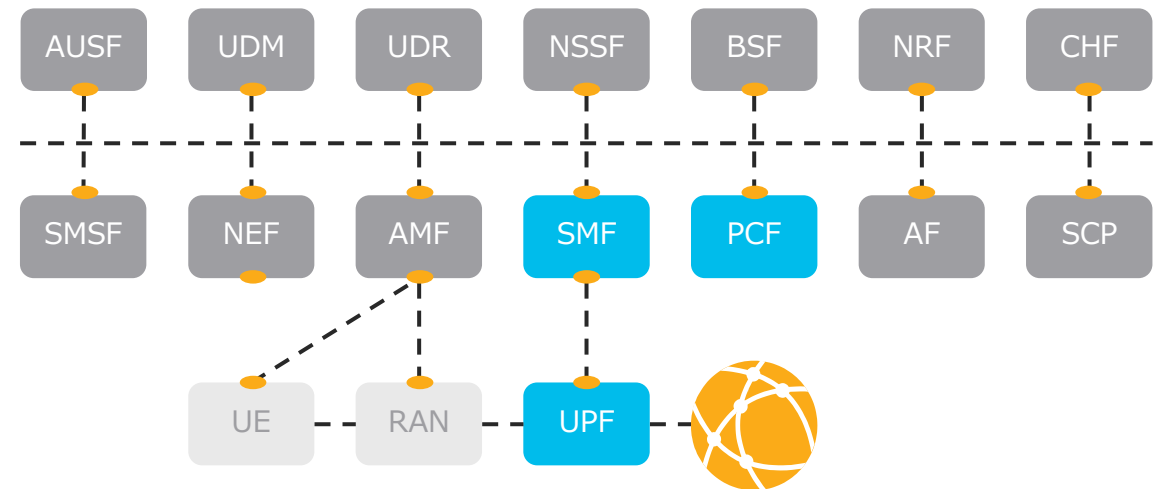 AUSF
UDM
UDR
NSSF
BSF
NRF
CHF
SMSF
NEF
AMF
SMF
PCF
AF
SCP
UE
RAN
UPF